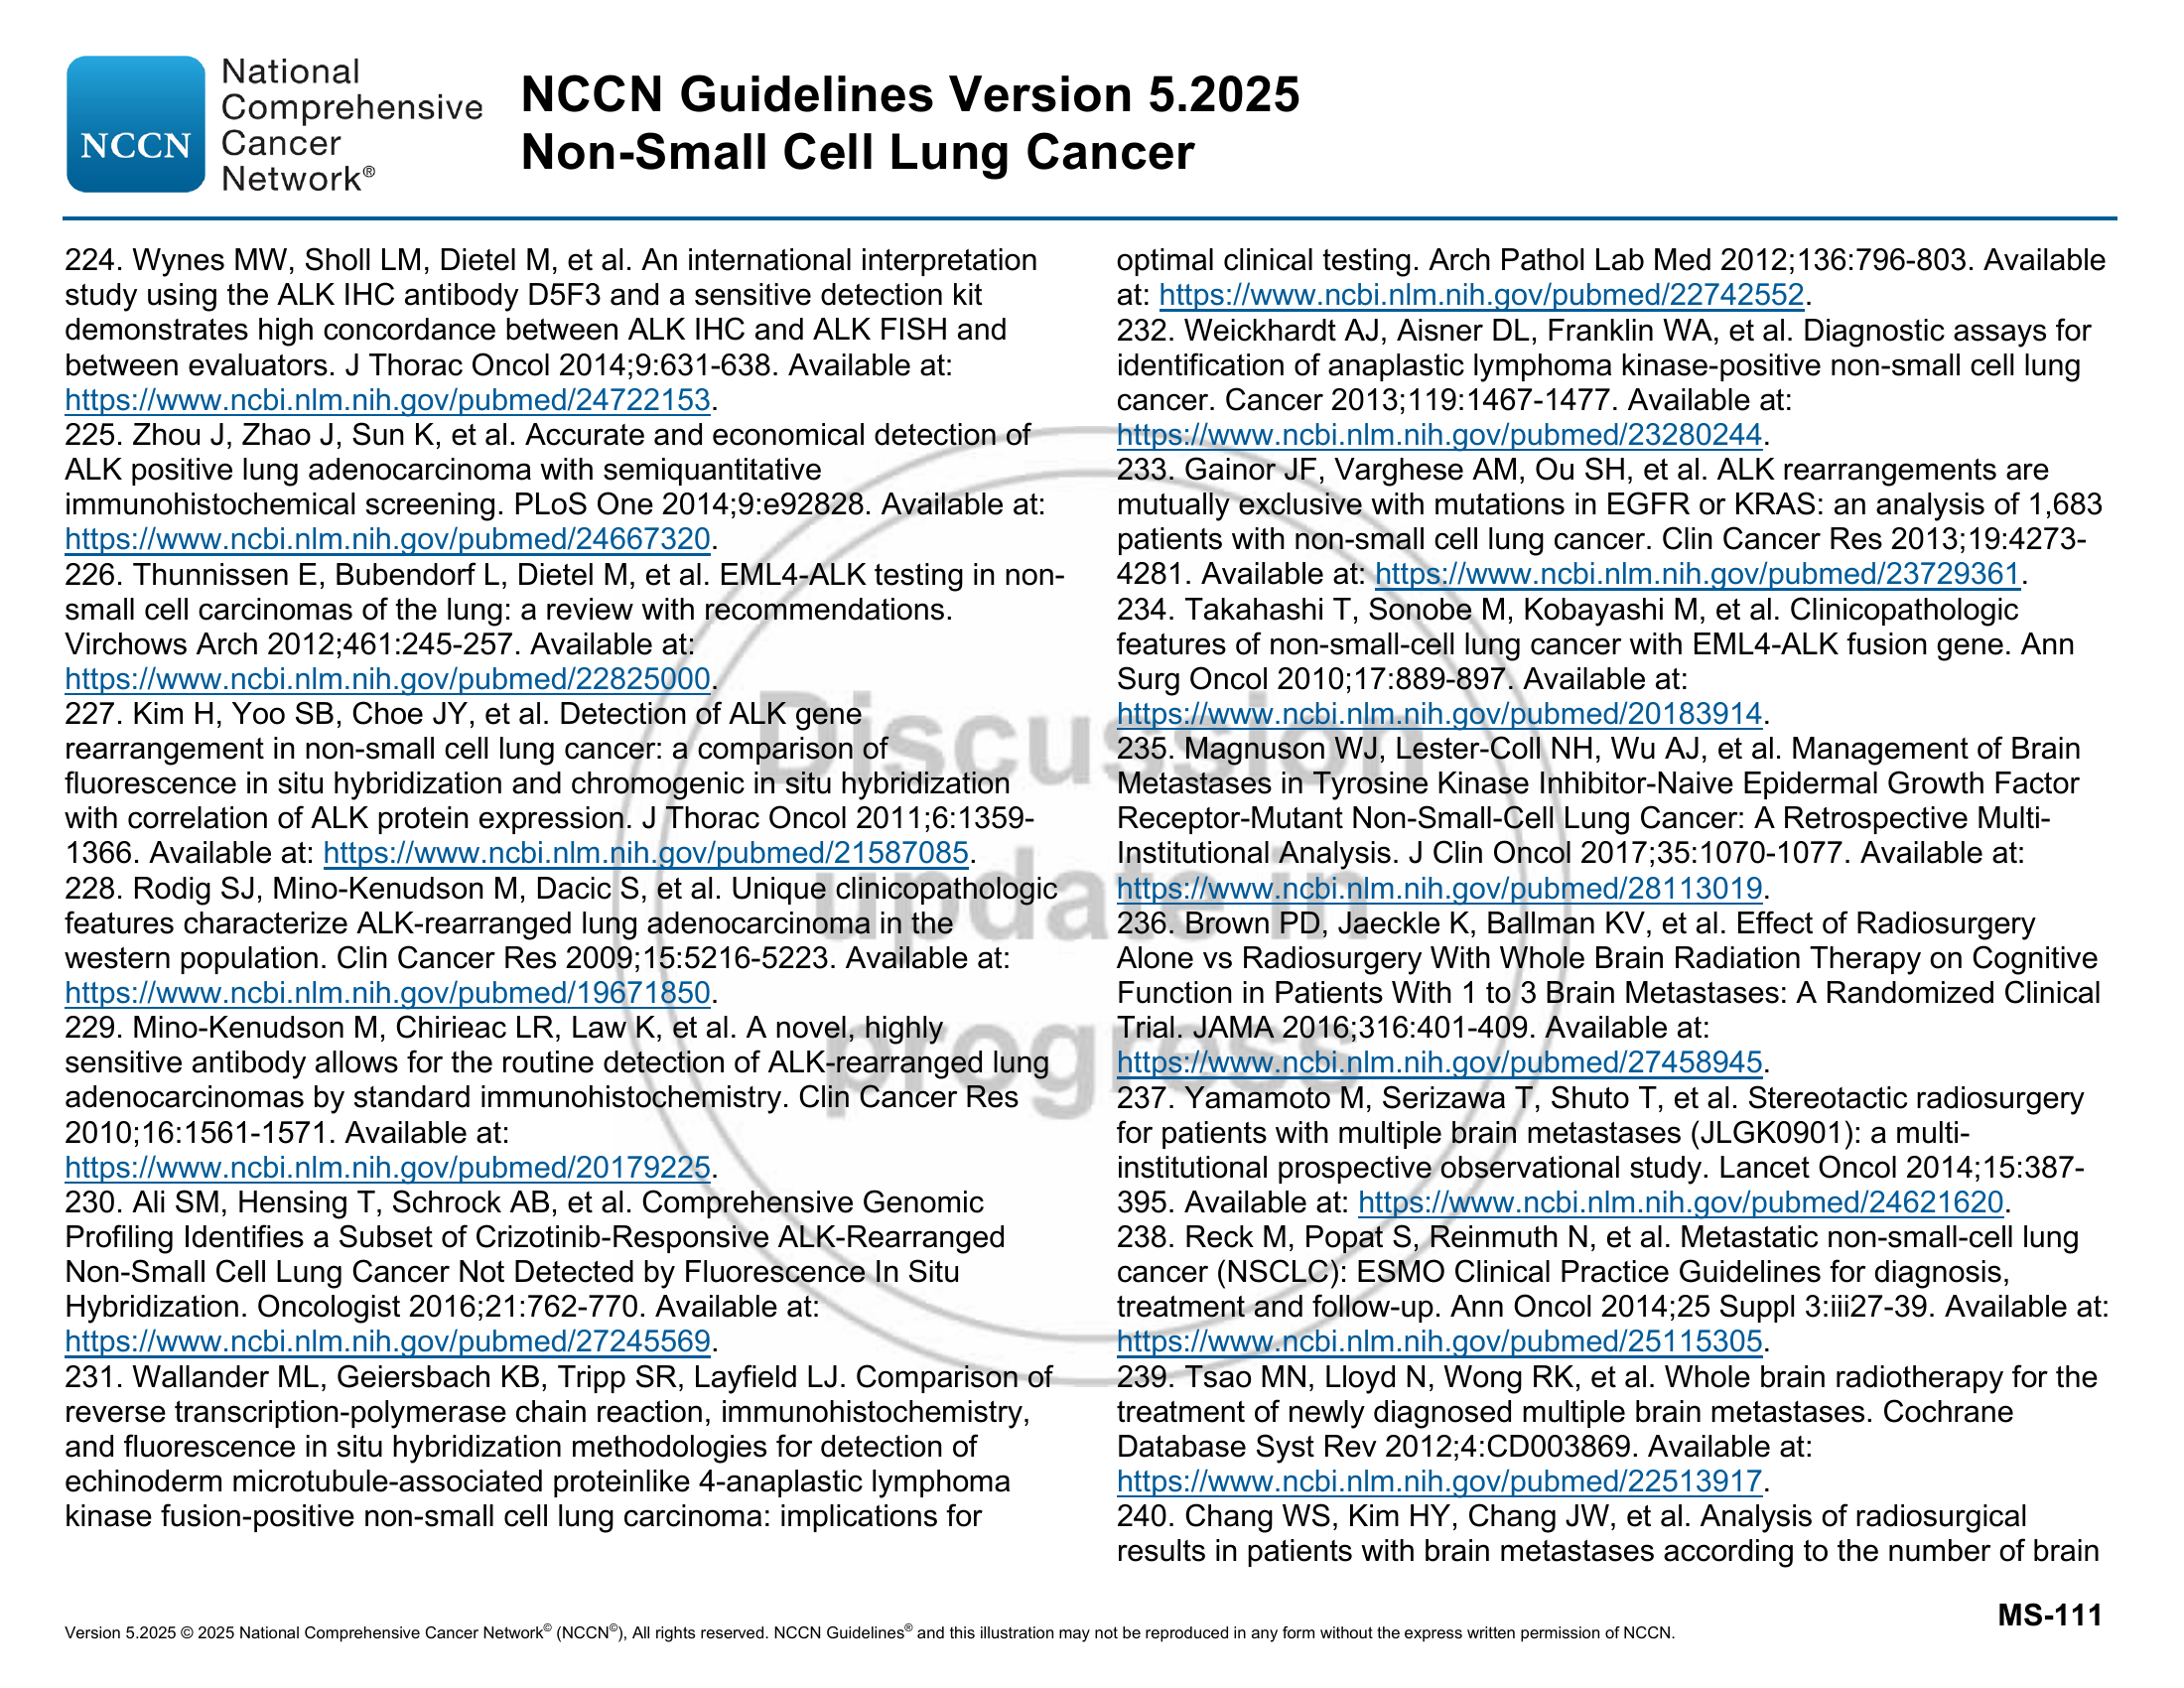 National
Comprehensive
NCCN
Cancer
Network®
NCCN Guidelines Version 5.2025
Non-Small Cell Lung Cancer
224. Wynes MW, Sholl LM, Dietel M, et al. An international interpretation
study using the ALK IHC antibody D5F3 and a sensitive detection kit
demonstrates high concordance between ALK IHC and ALK FISH and
between evaluators. J Thorac Oncol 2014;9:631-638. Available at:
https://www.ncbi.nlm.nih.gov/pubmed/24722153.
225. Zhou J, Zhao J, Sun K, et al. Accurate and economical detection of
ALK positive lung adenocarcinoma with semiquantitative
immunohistochemical screening. PLoS One 2014;9:e92828. Available at:
https://www.ncbi.nlm.nih.gov/pubmed/24667320.
226. Thunnissen E, Bubendorf L, Dietel M, et al. EML4-ALK testing in non-
small cell carcinomas of the lung: a review with recommendations.
Virchows Arch 2012;461:245-257. Available at:
https://www.ncbi.nlm.nih.gov/pubmed/22825000.
227. Kim H, Yoo SB, Choe JY, et al. Detection of ALK gene
rearrangement in non-small cell lung cancer: a comparison of
fluorescence in situ hybridization and chromogenic in situ hybridization
with correlation of ALK protein expression. J Thorac Oncol 2011;6:1359-
1366. Available at: https://www.ncbi.nlm.nih.gov/pubmed/21587085.
228. Rodig SJ, Mino-Kenudson M, Dacic S, et al. Unique clinicopathologic
features characterize ALK-rearranged lung adenocarcinoma in the
western population. Clin Cancer Res 2009;15:5216-5223. Available at:
https://www.ncbi.nlm.nih.gov/pubmed/19671850.
229. Mino-Kenudson M, Chirieac LR, Law K, et al. A novel, highly
sensitive antibody allows for the routine detection of ALK-rearranged lung
adenocarcinomas by standard immunohistochemistry. Clin Cancer Res
2010;16:1561-1571. Available at:
https://www.ncbi.nlm.nih.gov/pubmed/20179225.
230. Ali SM, Hensing T, Schrock AB, et al. Comprehensive Genomic
Profiling Identifies a Subset of Crizotinib-Responsive ALK-Rearranged
Non-Small Cell Lung Cancer Not Detected by Fluorescence In Situ
Hybridization. Oncologist 2016;21:762-770. Available at:
https://www.ncbi.nlm.nih.gov/pubmed/27245569.
231. Wallander ML, Geiersbach KB, Tripp SR, Layfield LJ. Comparison of
reverse transcription-polymerase chain reaction, immunohistochemistry,
and fluorescence in situ hybridization methodologies for detection of
echinoderm microtubule-associated proteinlike 4-anaplastic lymphoma
kinase fusion-positive non-small cell lung carcinoma: implications for
optimal clinical testing. Arch Pathol Lab Med 2012;136:796-803. Available
at: https://www.ncbi.nlm.nih.gov/pubmed/22742552.
232. Weickhardt AJ, Aisner DL, Franklin WA, et al. Diagnostic assays for
identification of anaplastic lymphoma kinase-positive non-small cell lung
cancer. Cancer 2013;119:1467-1477. Available at:
https://www.ncbi.nlm.nih.gov/pubmed/23280244.
233. Gainor JF, Varghese AM, Ou SH, et al. ALK rearrangements are
mutually exclusive with mutations in EGFR or KRAS: an analysis of 1,683
patients with non-small cell lung cancer. Clin Cancer Res 2013;19:4273-
4281. Available at: https://www.ncbi.nlm.nih.gov/pubmed/23729361.
234. Takahashi T, Sonobe M, Kobayashi M, et al. Clinicopathologic
features of non-small-cell lung cancer with EML4-ALK fusion gene. Ann
Surg Oncol 2010;17:889-897. Available at:
https://www.ncbi.nlm.nih.gov/pubmed/20183914.
235. Magnuson WJ, Lester-Coll NH, Wu AJ, et al. Management of Brain
Metastases in Tyrosine Kinase Inhibitor-Naive Epidermal Growth Factor
Receptor-Mutant Non-Small-Cell Lung Cancer: A Retrospective Multi-
Institutional Analysis. J Clin Oncol 2017;35:1070-1077. Available at:
https://www.ncbi.nlm.nih.gov/pubmed/28113019.
236. Brown PD, Jaeckle K, Ballman KV, et al. Effect of Radiosurgery
Alone vs Radiosurgery With Whole Brain Radiation Therapy on Cognitive
Function in Patients With 1 to 3 Brain Metastases: A Randomized Clinical
Trial. JAMA 2016;316:401-409. Available at:
https://www.ncbi.nlm.nih.gov/pubmed/27458945.
237. Yamamoto M, Serizawa T, Shuto T, et al. Stereotactic radiosurgery
for patients with multiple brain metastases (JLGK0901): a multi-
institutional prospective observational study. Lancet Oncol 2014;15:387-
395. Available at: https://www.ncbi.nlm.nih.gov/pubmed/24621620.
238. Reck M, Popat S, Reinmuth N, et al. Metastatic non-small-cell lung
cancer (NSCLC): ESMO Clinical Practice Guidelines for diagnosis,
treatment and follow-up. Ann Oncol 2014;25 Suppl 3:iii27-39. Available at:
https://www.ncbi.nlm.nih.gov/pubmed/25115305.
239. Tsao MN, Lloyd N, Wong RK, et al. Whole brain radiotherapy for the
treatment of newly diagnosed multiple brain metastases. Cochrane
Database Syst Rev 2012;4:CD003869. Available at:
https://www.ncbi.nlm.nih.gov/pubmed/22513917.
240. Chang WS, Kim HY, Chang JW, et al. Analysis of radiosurgical
results in patients with brain metastases according to the number of brain
Discussion
update in
progress
MS-111
Version 5.2025 © 2025 National Comprehensive Cancer Network© (NCCN©), All rights reserved. NCCN Guidelines® and this illustration may not be reproduced in any form without the express written permission of NCCN.